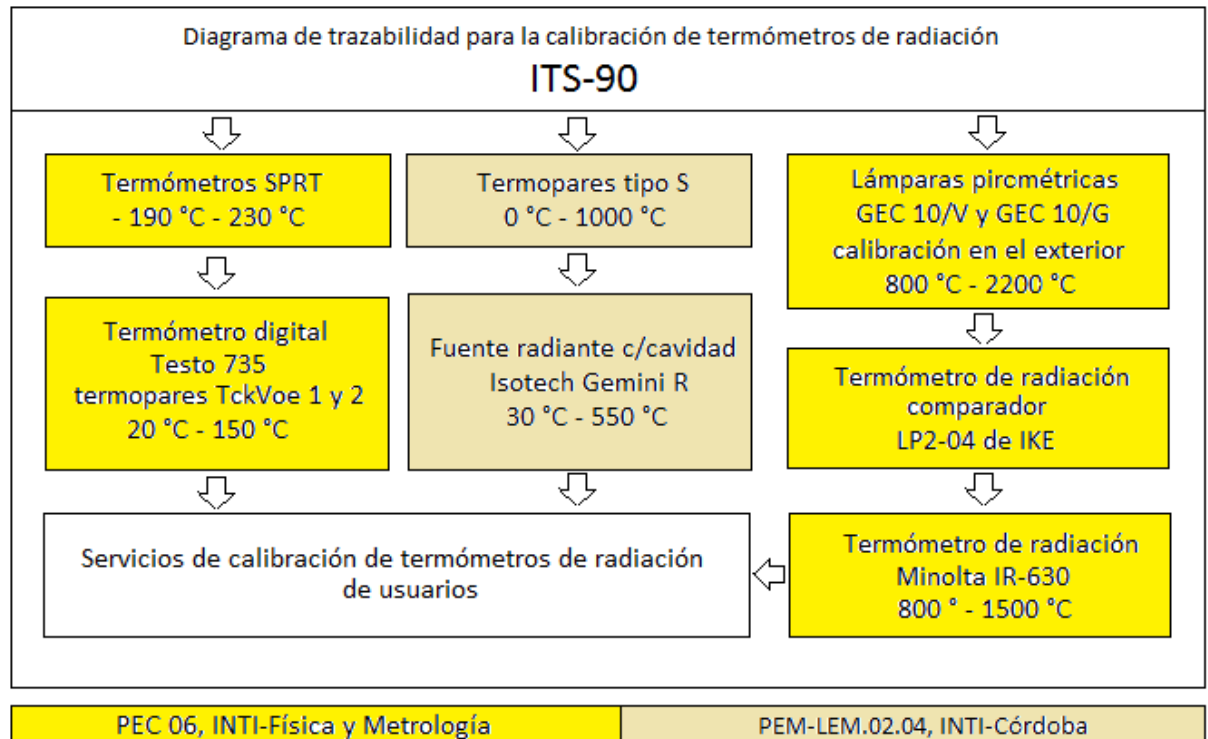 Diagrama de trazabilidad para la calibración de termómetros de radiación
ITS-90
Termómetros SPRT
- 190 °C - 230 °C
Termómetro digital
Testo 735
termopares TckVoe 1 y 2
20 °C - 150 °C
Termopares tipo S
0 °C - 1000 °C
Fuente radiante c/cavidad
Isotech Gemini R
30 °C - 550 °C
Lámparas pirométricas
GEC 10/V y GEC 10/G
calibración en el exterior
800 °C - 2200 °C
Termómetro de radiación
comparador
LP2-04 de IKE
Termómetro de radiación
Minolta IR-630
800 ° - 1500 °C
Servicios de calibración de termómetros de radiación
de usuarios
PEC 06, INTI-Física y Metrología
PEM-LEM.02.04, INTI-Córdoba